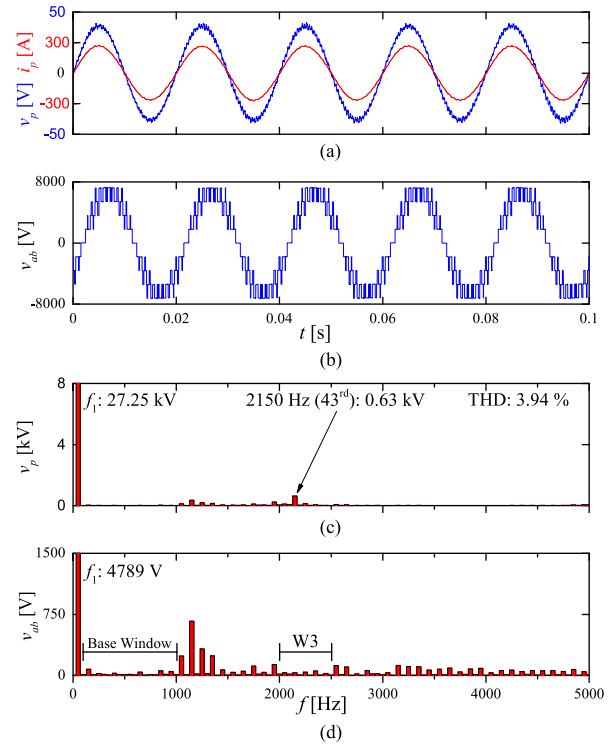 50
300
0
-300
-50
v_p [V] i_p [A]
(a)
8000
0
-8000
v_ab [V]
0
0.02
0.04
0.06
0.08
0.1
t [s]
(b)
8
4
0
v_p [kV]
f_1: 27.25 kV
2150 Hz (43rd): 0.63 kV
THD: 3.94 %
(c)
1500
750
0
v_ab [V]
f_1: 4789 V
Base Window
W3
0
1000
2000
3000
4000
5000
f [Hz]
(d)